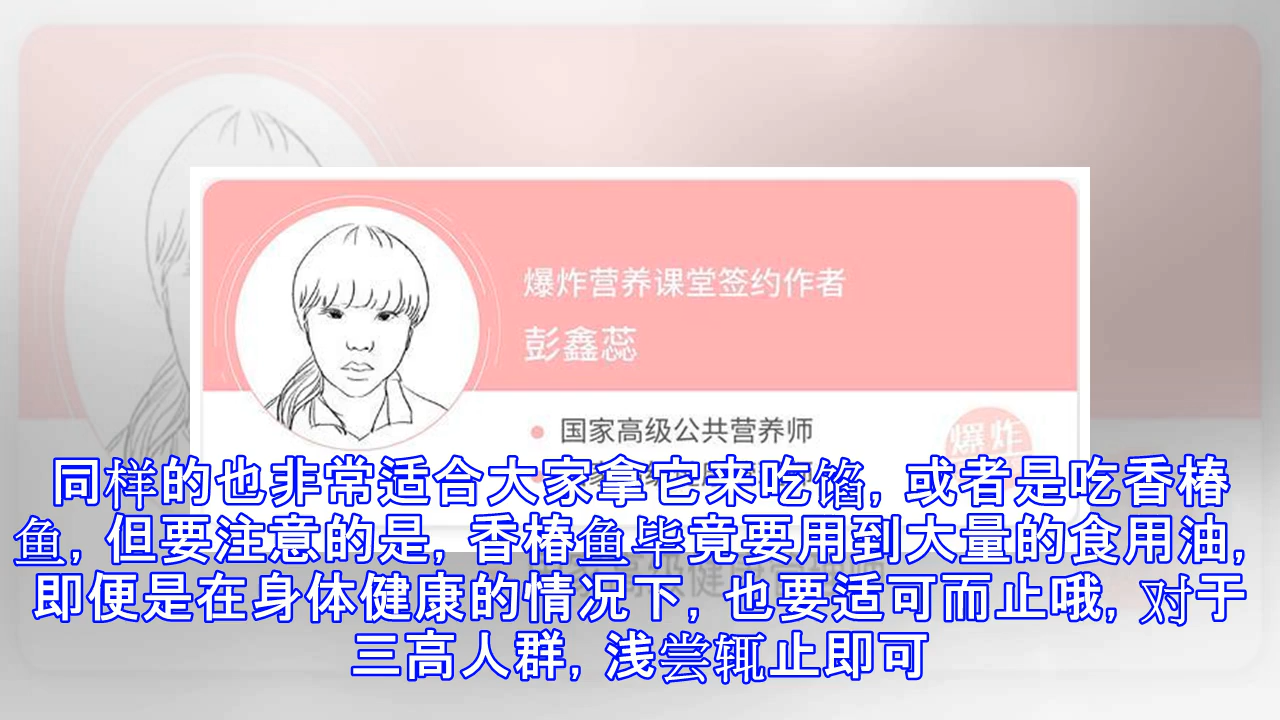 爆炸营养课堂签约作者
彭鑫蕊
国家高级公共营养师
爆炸
同样的也非常适合大家拿它来吃馅, 或者是吃香椿
鱼, 但要注意的是, 香椿鱼毕竟要用到大量的食用油,
即便是在身体健康的情况下, 也要适可而止哦, 对于
三高人群, 浅尝辄止即可